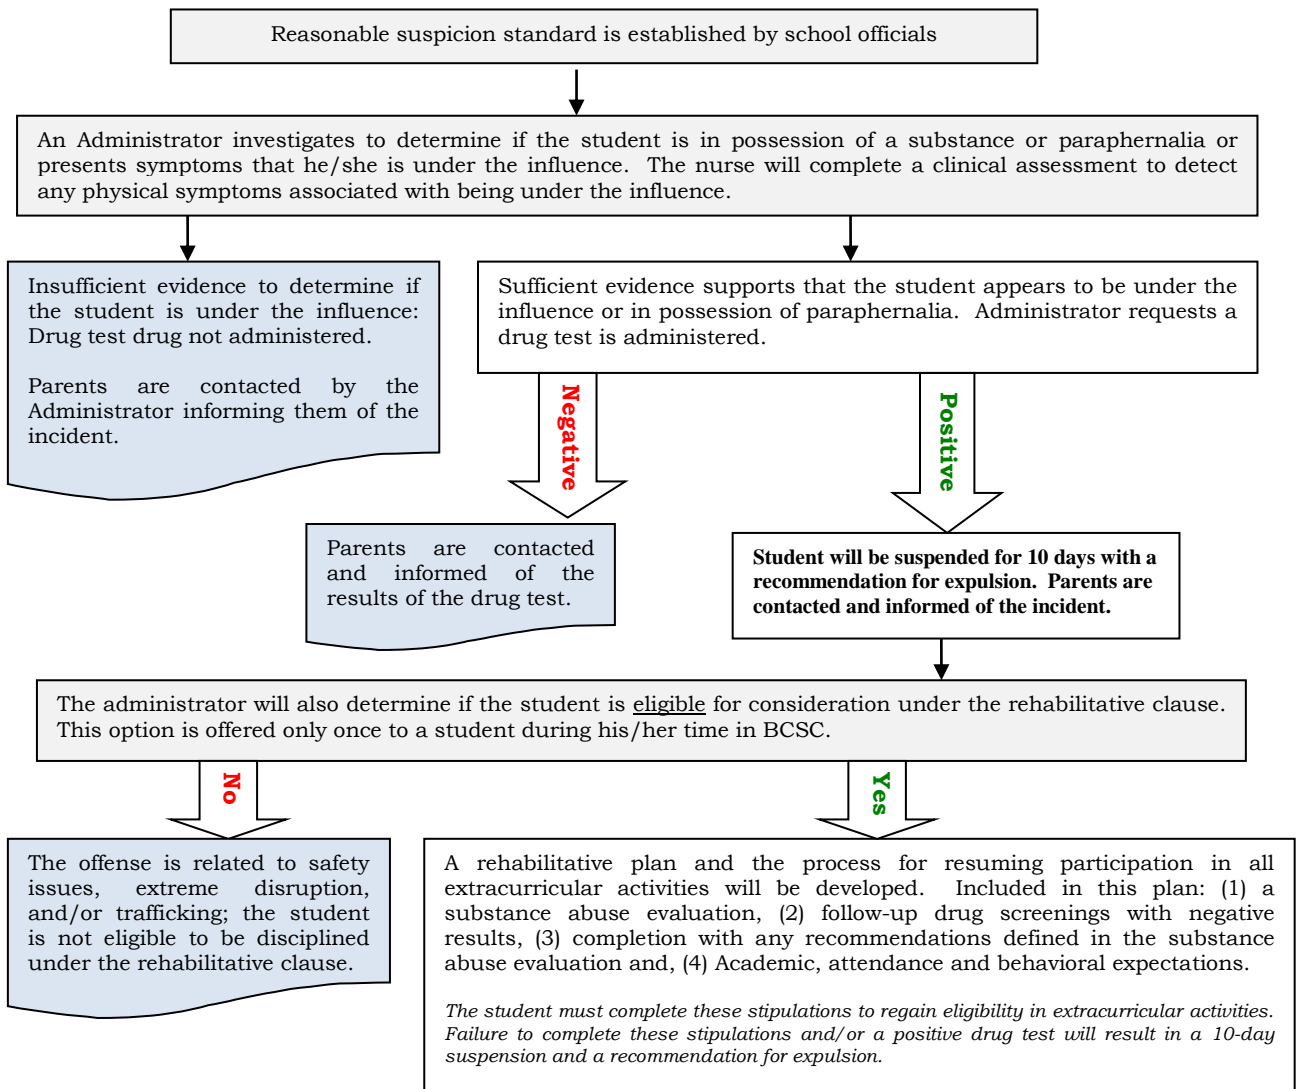 Reasonable suspicion standard is established by school officials
An Administrator investigates to determine if the student is in possession of a substance or paraphernalia or
presents symptoms that he/she is under the influence. The nurse will complete a clinical assessment to detect
any physical symptoms associated with being under the influence.
Insufficient evidence to determine if
the student is under the influence:
Drug test drug not administered.
Parents are contacted by the
Administrator informing them of the
incident.
Sufficient evidence supports that the student appears to be under the
influence or in possession of paraphernalia. Administrator requests a
drug test is administered.
Negative
Positive
Parents are contacted
and informed of the
results of the drug test.
Student will be suspended for 10 days with a
recommendation for expulsion. Parents are
contacted and informed of the incident.
The administrator will also determine if the student is eligible for consideration under the rehabilitative clause.
This option is offered only once to a student during his/her time in BCSC.
No
Yes
The offense is related to safety
issues, extreme disruption,
and/or trafficking; the student
is not eligible to be disciplined
under the rehabilitative clause.
A rehabilitative plan and the process for resuming participation in all
extracurricular activities will be developed. Included in this plan: (1) a
substance abuse evaluation, (2) follow-up drug screenings with negative
results, (3) completion with any recommendations defined in the substance
abuse evaluation and, (4) Academic, attendance and behavioral expectations.
The student must complete these stipulations to regain eligibility in extracurricular activities.
Failure to complete these stipulations and/or a positive drug test will result in a 10-day
suspension and a recommendation for expulsion.